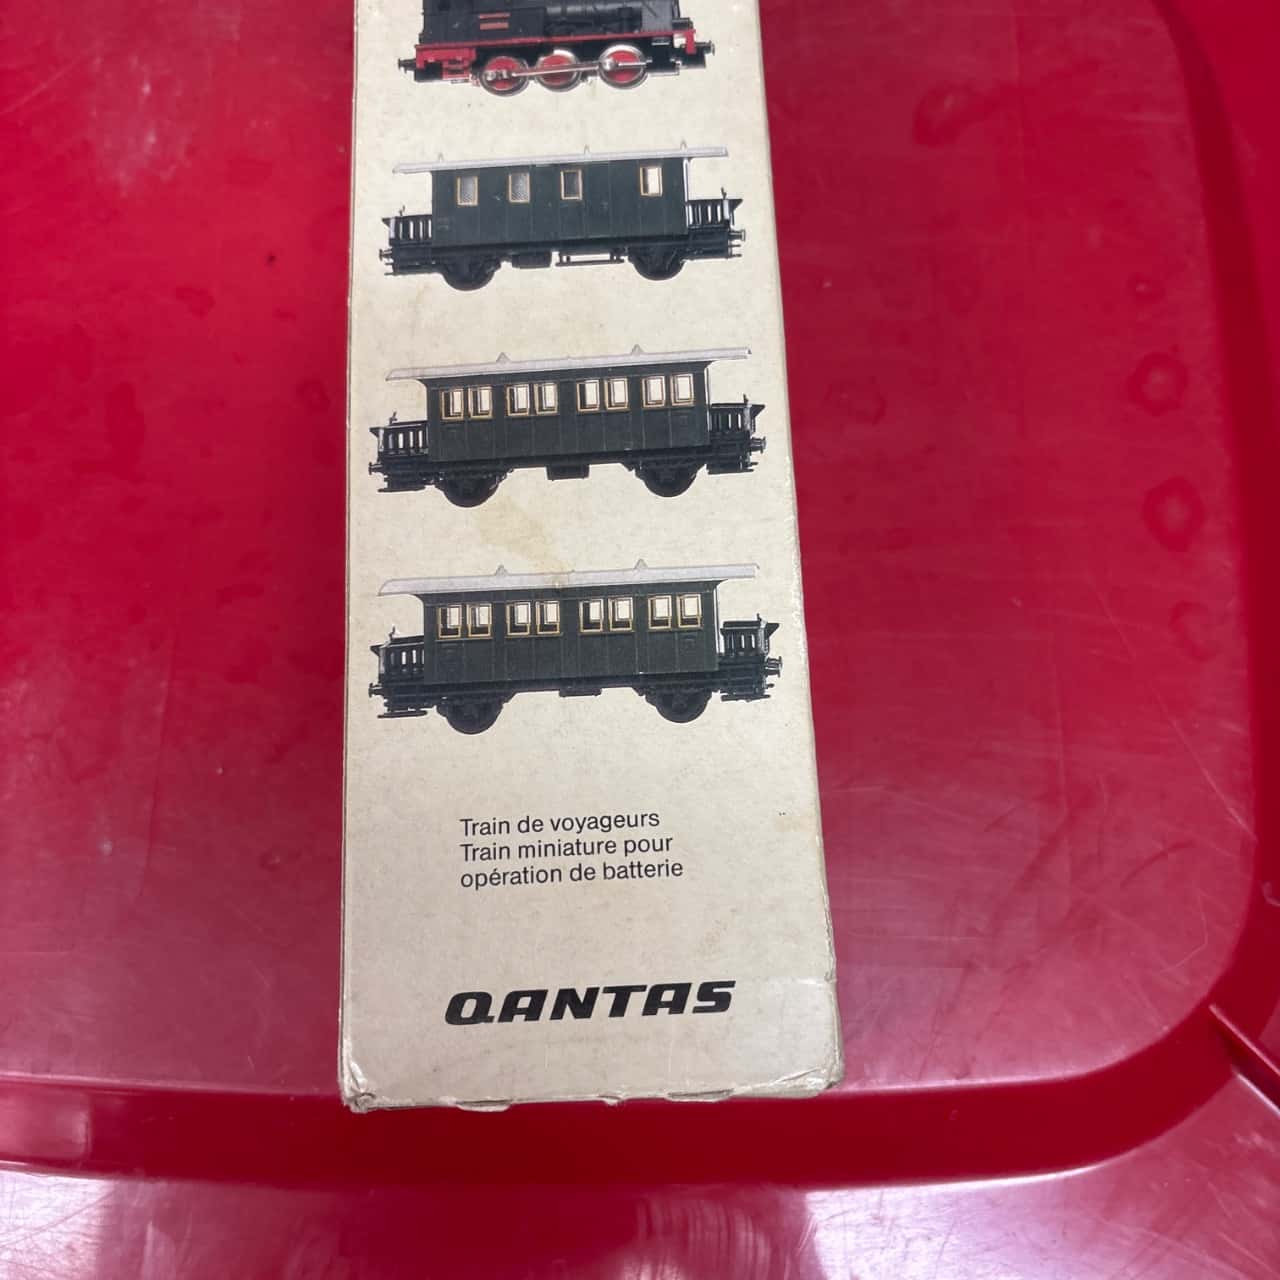 Train de voyageurs
Train miniature pour
opération de batterie
QANTAS